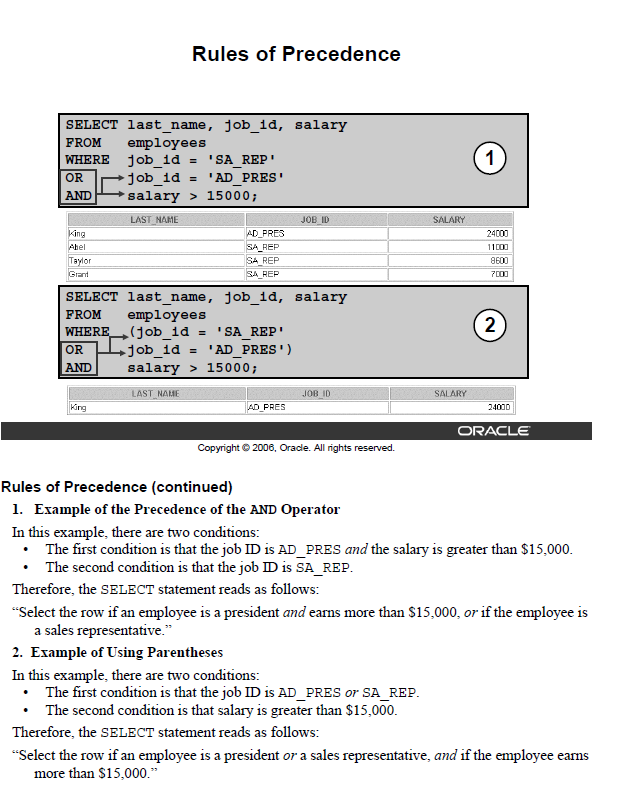 Rules of Precedence
SELECT last_name, job_id, salary
FROM employees
WHERE job_id = 'SA_REP'
OR job_id = 'AD_PRES'
AND salary > 15000;
1
LAST_NAME JOB_ID SALARY
King AD_PRES 24000
Abel SA_REP 11000
Taylor SA_REP 8600
Grant SA_REP 7000
SELECT last_name, job_id, salary
FROM employees
WHERE (job_id = 'SA_REP'
OR job_id = 'AD_PRES')
AND salary > 15000;
2
LAST_NAME JOB_ID SALARY
King AD_PRES 24000
ORACLE
Copyright © 2006, Oracle. All rights reserved.
Rules of Precedence (continued)
1. Example of the Precedence of the AND Operator
In this example, there are two conditions:
• The first condition is that the job ID is AD_PRES and the salary is greater than $15,000.
• The second condition is that the job ID is SA_REP.
Therefore, the SELECT statement reads as follows:
“Select the row if an employee is a president and earns more than $15,000, or if the employee is
a sales representative.”
2. Example of Using Parentheses
In this example, there are two conditions:
• The first condition is that the job ID is AD_PRES or SA_REP.
• The second condition is that salary is greater than $15,000.
Therefore, the SELECT statement reads as follows:
“Select the row if an employee is a president or a sales representative, and if the employee earns
more than $15,000.”